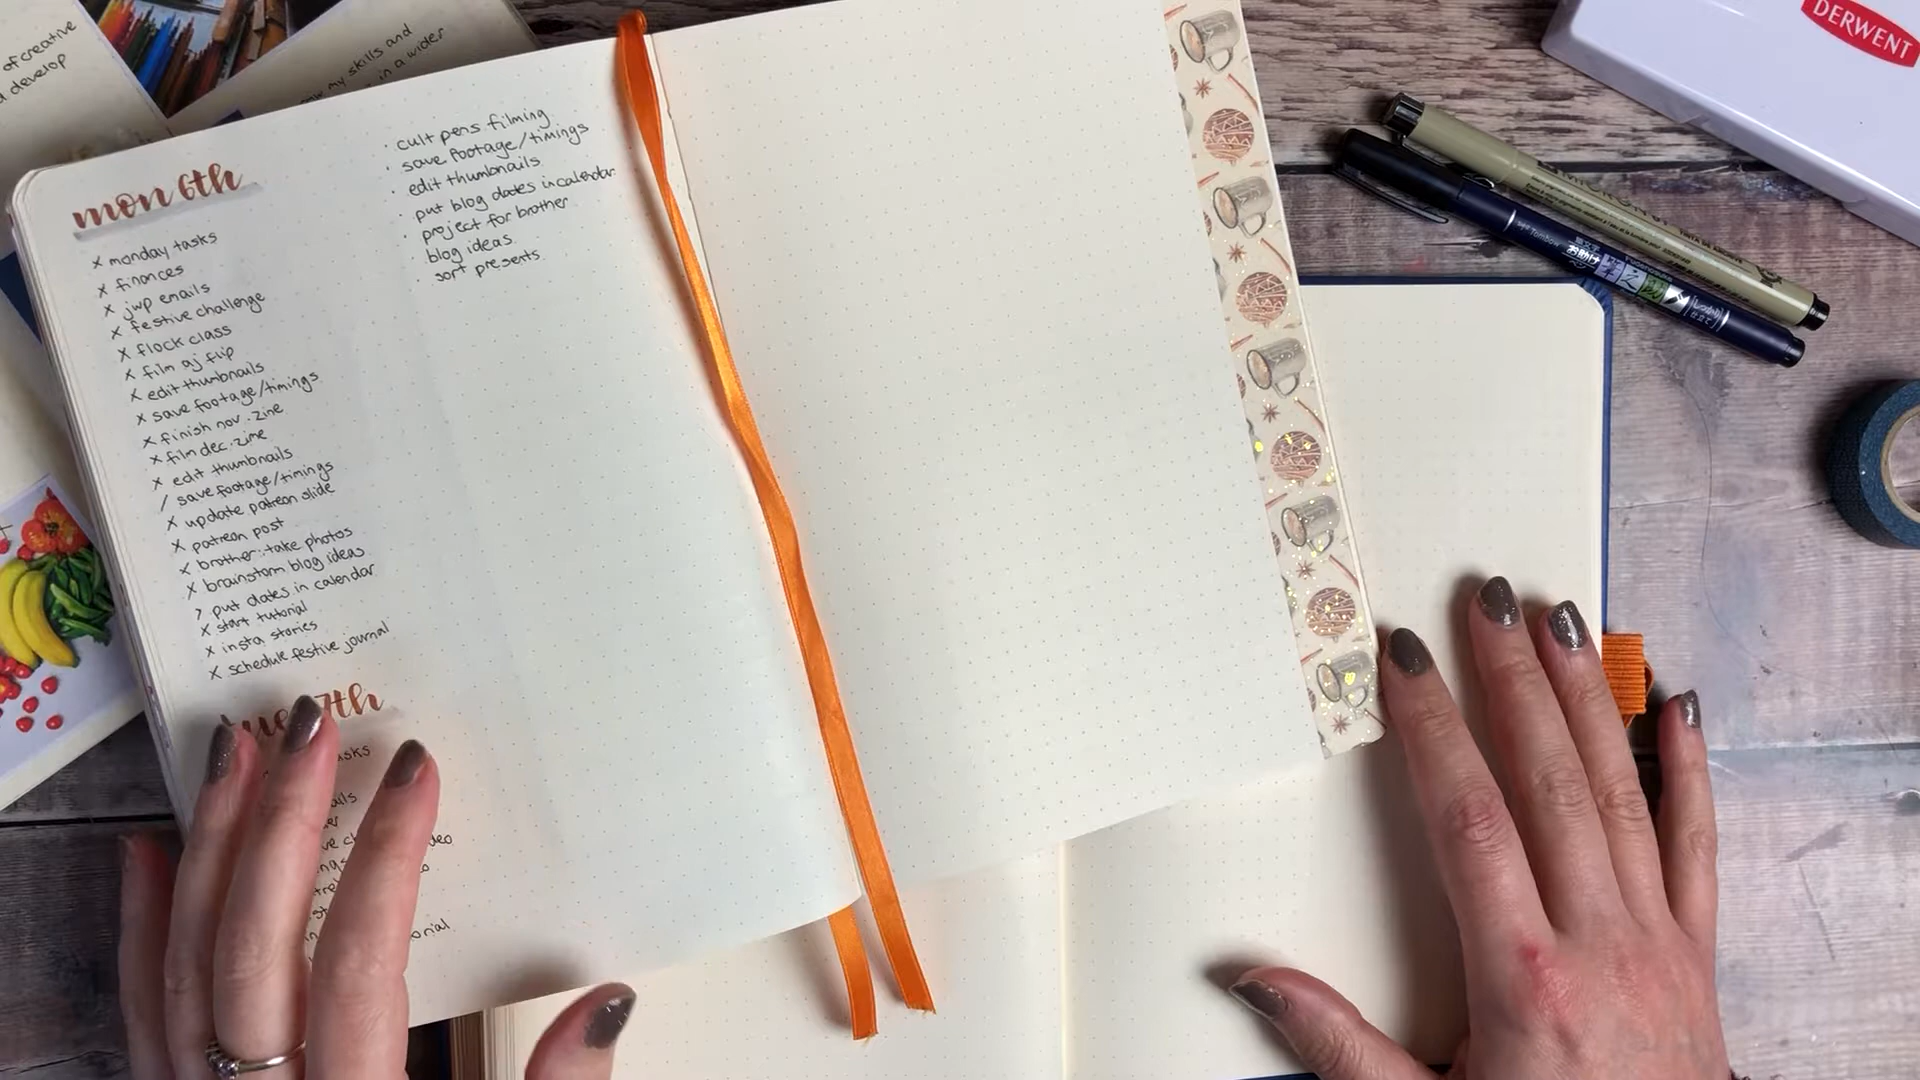 of creative
develop
my skills and
in a wider
mon 6th
x monday tasks
x finances
x jwp emails
x festive challenge
x flock class
x film aj flip
x edit thumbnails
x save footage/timings
x finish nov. zine
x film dec. zine
x edit thumbnails
/ save footage/timings
x update patreon slide
x patreon post
x brother: take photos
x brainstorm blog ideas
> put dates in calendar
x start tutorial
x insta stories
x schedule festive journal
7th
· cult pens filming
· save footage/timings
· edit thumbnails
· put blog dates in calendar
· project for brother
· blog ideas
· sort presents
DERWENT
Tombow